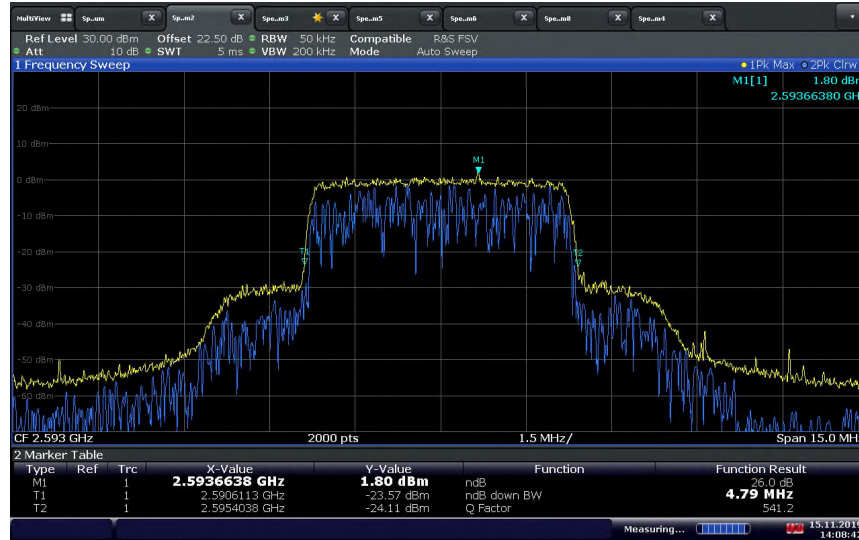 MultiView Sp..um X Sp..m2 X Spe..m3 X Spe..m5 X Spe..m6 X Spe..m8 X Spe..m4 X
Ref Level 30.00 dBm Offset 22.50 dB RBW 50 kHz Compatible R&S FSV
Att 10 dB SWT 5 ms VBW 200 kHz Mode Auto Sweep
1 Frequency Sweep 1Pk Max 2Pk Clrw
M1[1] 1.80 dBm
2.59366380 GH
20 dBm
10 dBm
M1
0 dBm
-10 dBm
-20 dBm
T1 T2
-30 dBm
-40 dBm
-50 dBm
-60 dBm
CF 2.593 GHz 2000 pts 1.5 MHz/ Span 15.0 MH
2 Marker Table
Type Ref Trc X-Value Y-Value Function Function Result
M1 1 2.5936638 GHz 1.80 dBm ndB 26.0 dB
T1 1 2.5906113 GHz -23.57 dBm ndB down BW 4.79 MHz
T2 1 2.5954038 GHz -24.11 dBm Q Factor 541.2
Measuring... 15.11.2019
14:08:42